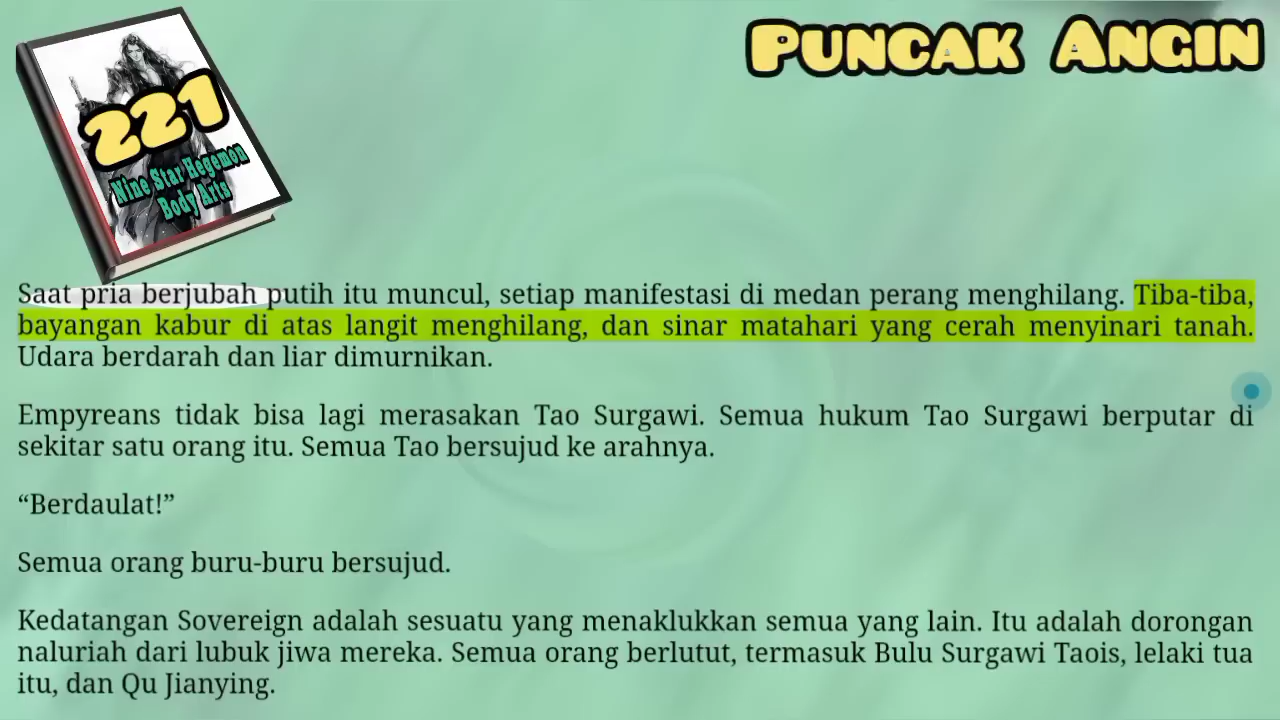 PUNCAK ANGIN
221
Nine Star Hegemon
Body Arts
Saat pria berjubah putih itu muncul, setiap manifestasi di medan perang menghilang. Tiba-tiba,
bayangan kabur di atas langit menghilang, dan sinar matahari yang cerah menyinari tanah.
Udara berdarah dan liar dimurnikan.
Empyreans tidak bisa lagi merasakan Tao Surgawi. Semua hukum Tao Surgawi berputar di
sekitar satu orang itu. Semua Tao bersujud ke arahnya.
“Berdaulat!”
Semua orang buru-buru bersujud.
Kedatangan Sovereign adalah sesuatu yang menaklukkan semua yang lain. Itu adalah dorongan
naluriah dari lubuk jiwa mereka. Semua orang berlutut, termasuk Bulu Surgawi Taois, lelaki tua
itu, dan Qu Jianying.